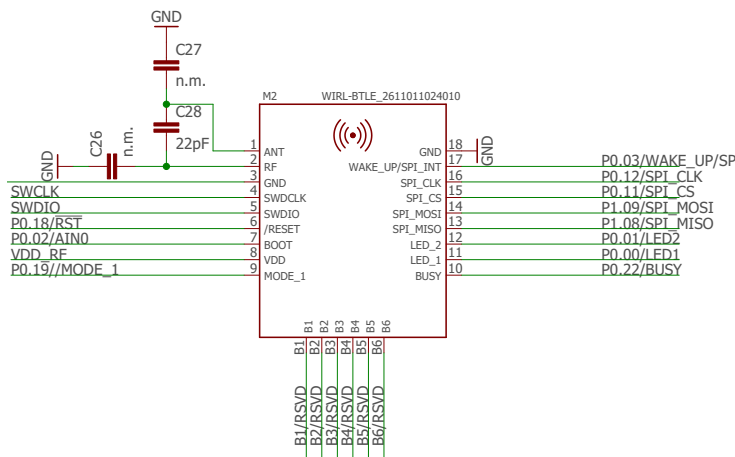 GND
C27
n.m.
C28
22pF
C26
n.m.
GND
M2
WIRL-BTLE_2611011024010
1 ANT
2 RF
3 GND
SWCLK 4 SWDCLK
SWDIO 5 SWDIO
P0.18/RST 6 /RESET
P0.02/AIN0 7 BOOT
VDD_RF 8 VDD
P0.19//MODE_1 9 MODE_1
GND 18 GND
WAKE_UP/SPI_INT 17 P0.03/WAKE_UP/SP
SPI_CLK 16 P0.12/SPI_CLK
SPI_CS 15 P0.11/SPI_CS
SPI_MOSI 14 P1.09/SPI_MOSI
SPI_MISO 13 P1.08/SPI_MISO
LED_2 12 P0.01/LED2
LED_1 11 P0.00/LED1
BUSY 10 P0.22/BUSY
B1 B2 B3 B4 B5 B6
B1 B2 B3 B4 B5 B6
B1/RSVD
B2/RSVD
B3/RSVD
B4/RSVD
B5/RSVD
B6/RSVD